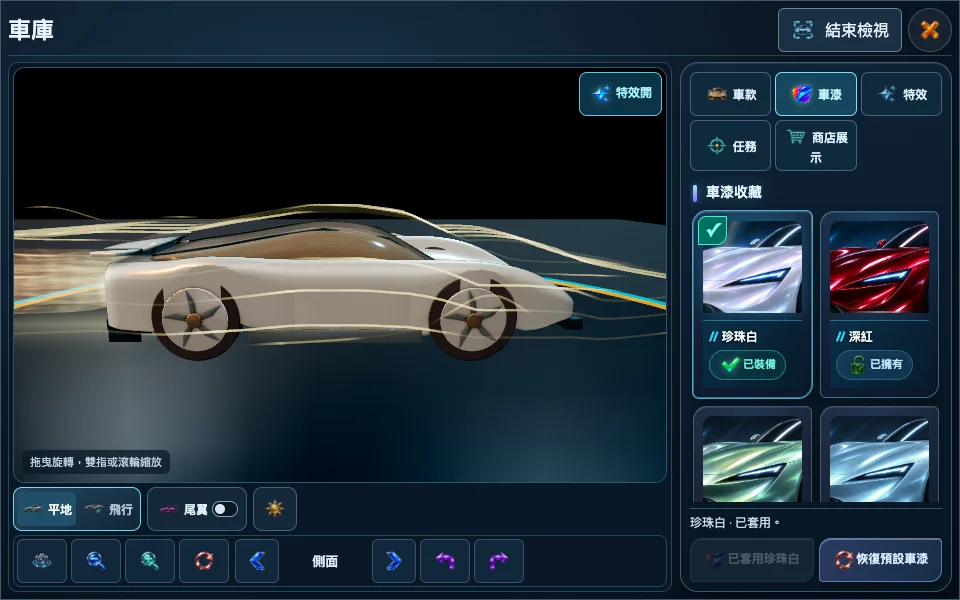 車庫
結束檢視
特效開
車款
車漆
特效
任務
商店展
示
車漆收藏
珍珠白
深紅
已裝備
已擁有
拖曳旋轉，雙指或滾輪縮放
平地
飛行
尾翼
側面
珍珠白 · 已套用。
已套用珍珠白
恢復預設車漆